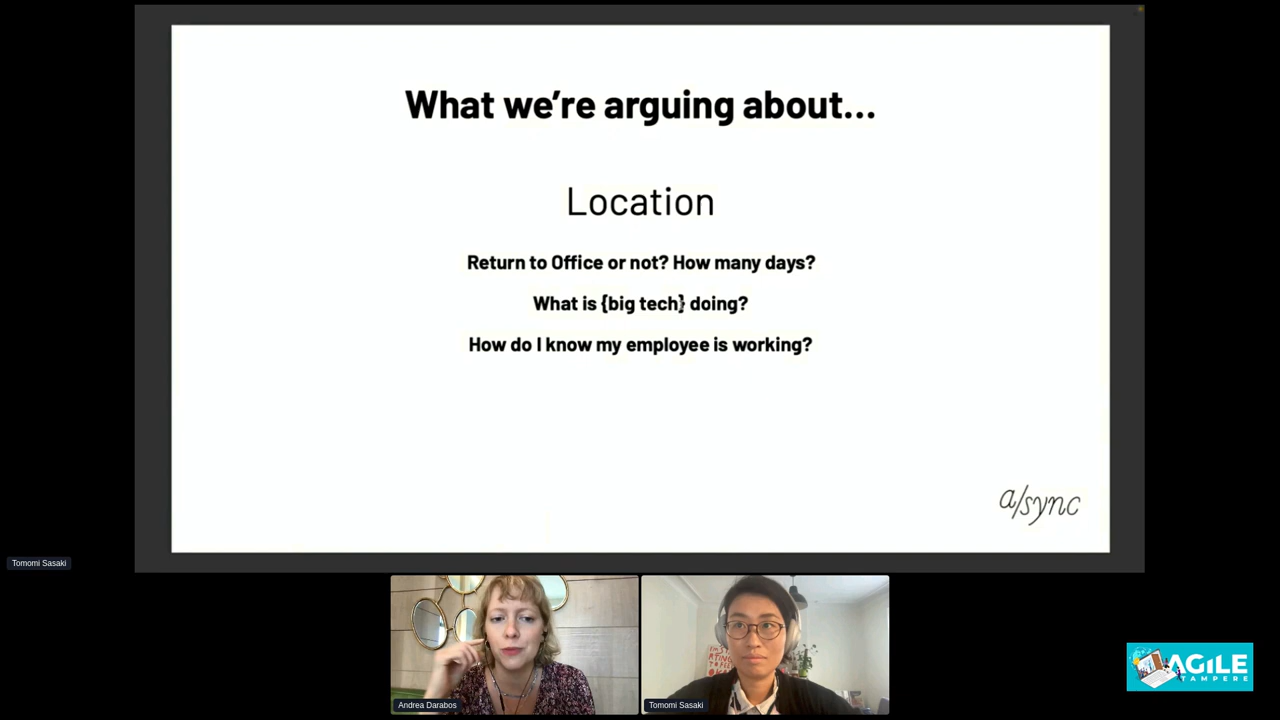 What we're arguing about...
Location
Return to Office or not? How many days?
What is {big tech} doing?
How do I know my employee is working?
a/sync
Tomomi Sasaki
Andrea Darabos
Tomomi Sasaki
AGILE
TAMPERE